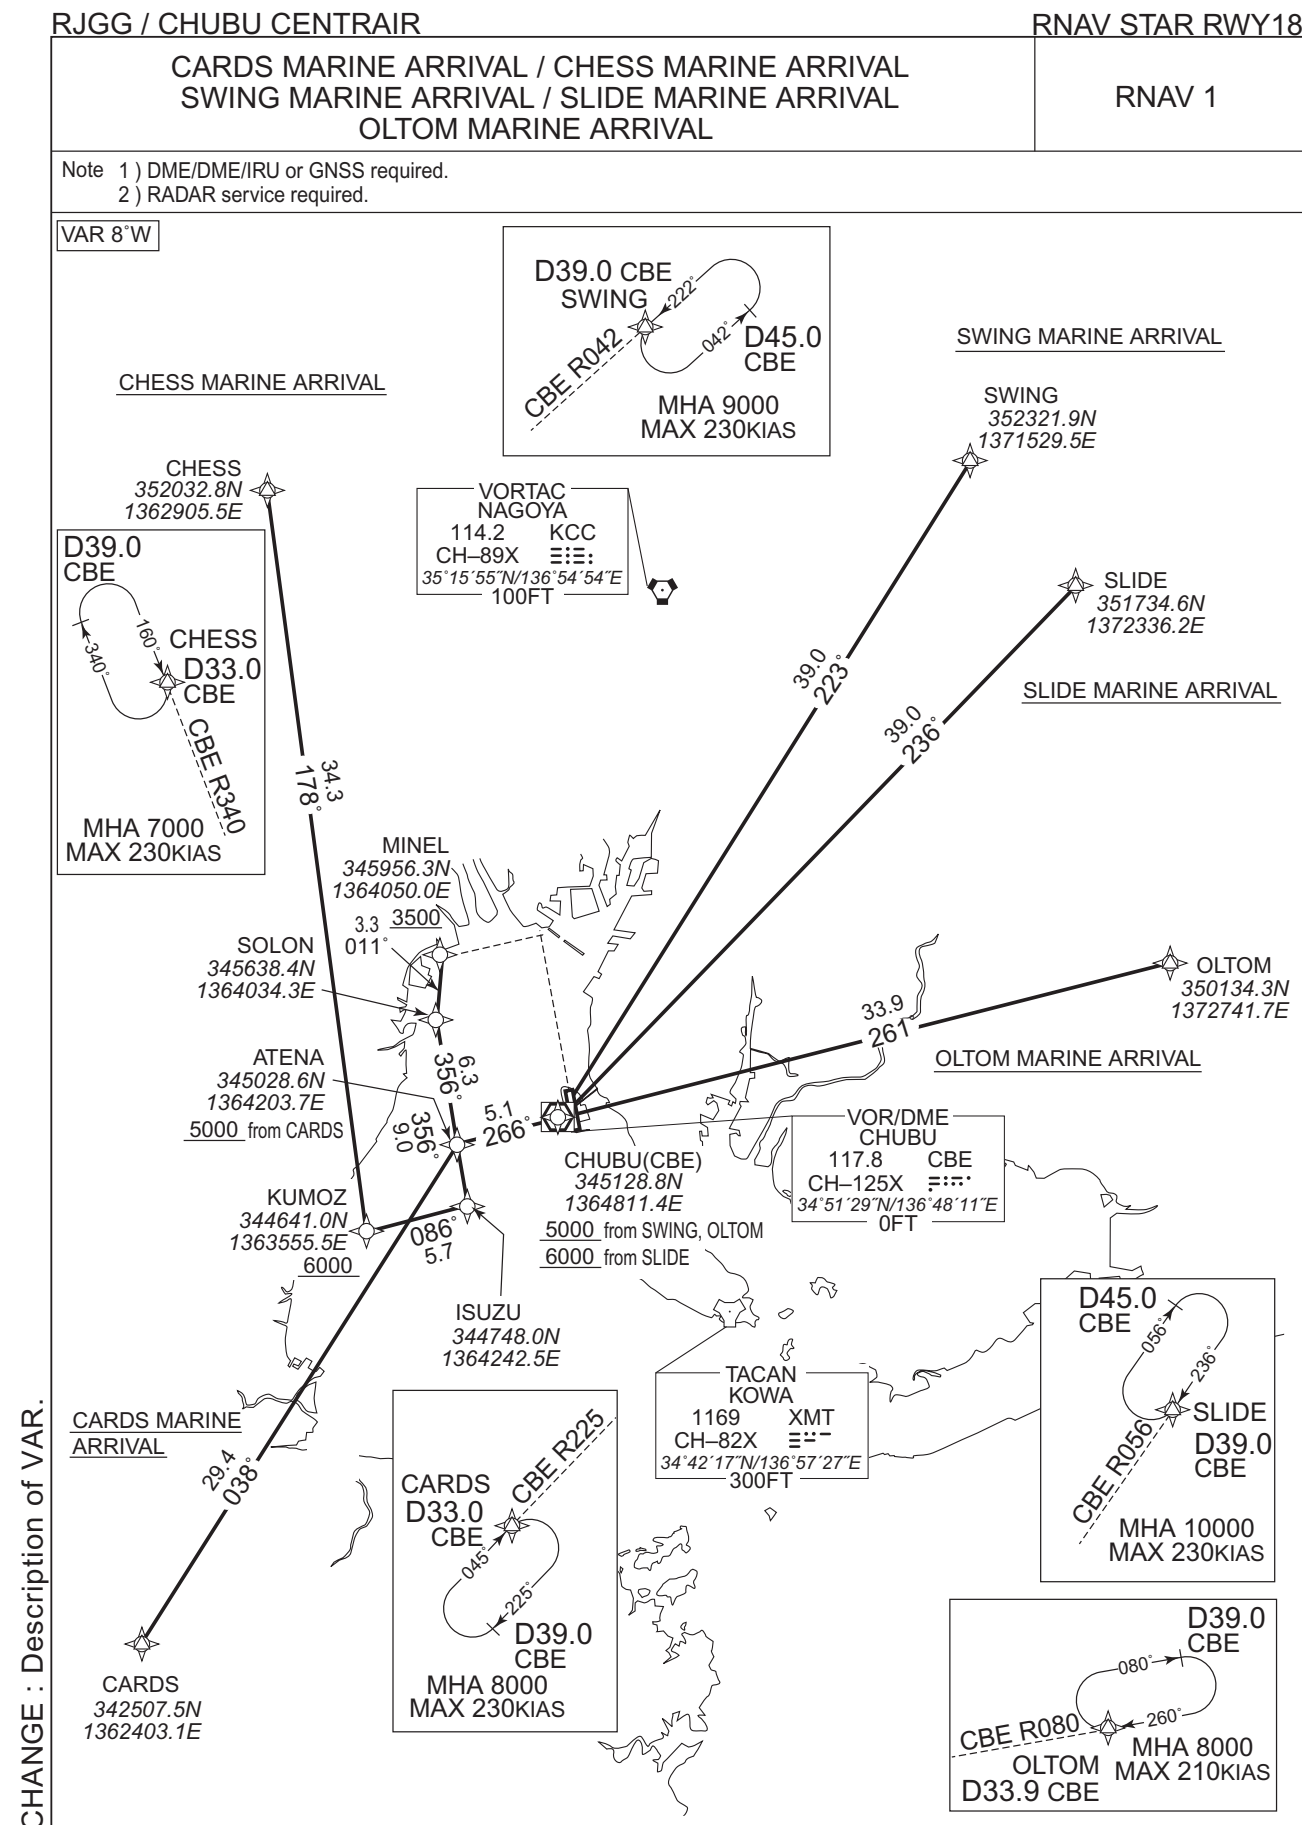 RJGG / CHUBU CENTRAIR
RNAV STAR RWY18
CARDS MARINE ARRIVAL / CHESS MARINE ARRIVAL
SWING MARINE ARRIVAL / SLIDE MARINE ARRIVAL
OLTOM MARINE ARRIVAL
RNAV 1
Note 1 ) DME/DME/IRU or GNSS required.
2 ) RADAR service required.
VAR 8˚W
D39.0 CBE
SWING
222˚
042˚
D45.0
CBE
CBE R042
MHA 9000
MAX 230KIAS
SWING MARINE ARRIVAL
CHESS MARINE ARRIVAL
SWING
352321.9N
1371529.5E
CHESS
352032.8N
1362905.5E
VORTAC
NAGOYA
114.2 KCC
CH–89X
35˚15´55˝N/136˚54´54˝E
100FT
D39.0
CBE
160˚
340˚
CHESS
D33.0
CBE
CBE R340
MHA 7000
MAX 230KIAS
SLIDE
351734.6N
1372336.2E
SLIDE MARINE ARRIVAL
39.0
223˚
39.0
236˚
34.3
178˚
MINEL
345956.3N
1364050.0E
3500
3.3
011˚
SOLON
345638.4N
1364034.3E
OLTOM
350134.3N
1372741.7E
33.9
261˚
OLTOM MARINE ARRIVAL
ATENA
345028.6N
1364203.7E
5000 from CARDS
6.3
356˚
356˚
9.0
5.1
266˚
VOR/DME
CHUBU
117.8 CBE
CH–125X
34˚51´29˝N/136˚48´11˝E
0FT
CHUBU(CBE)
345128.8N
1364811.4E
5000 from SWING, OLTOM
6000 from SLIDE
KUMOZ
344641.0N
1363555.5E
6000
086˚
5.7
ISUZU
344748.0N
1364242.5E
D45.0
CBE
056˚
236˚
SLIDE
D39.0
CBE
CBE R056
MHA 10000
MAX 230KIAS
TACAN
KOWA
1169 XMT
CH–82X
34˚42´17˝N/136˚57´27˝E
300FT
CARDS MARINE
ARRIVAL
29.4
038˚
CBE R225
CARDS
D33.0
CBE
045˚
225˚
D39.0
CBE
MHA 8000
MAX 230KIAS
CARDS
342507.5N
1362403.1E
D39.0
CBE
080˚
260˚
CBE R080
OLTOM
D33.9 CBE
MHA 8000
MAX 210KIAS
CHANGE : Description of VAR.